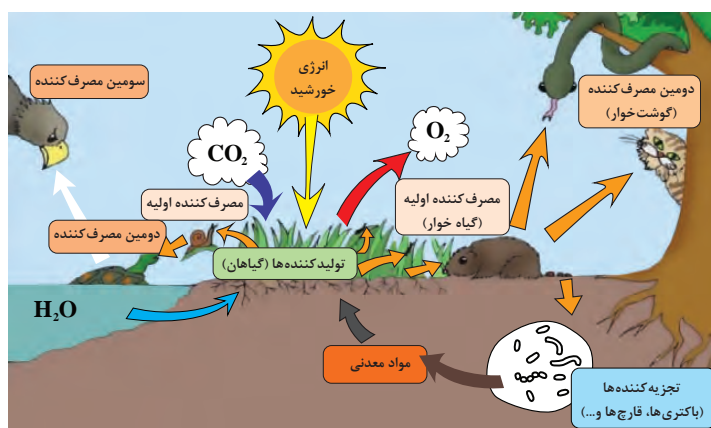 انرژی
خورشید
سومین مصرف‌کننده
دومین مصرف‌کننده
(گوشت‌خوار)
CO₂
O₂
مصرف‌کننده اولیه
مصرف‌کننده اولیه
(گیاه خوار)
دومین مصرف‌کننده
تولیدکننده‌ها (گیاهان)
H₂O
مواد معدنی
تجزیه‌کننده‌ها
(باکتری‌ها، قارچ‌ها و...)